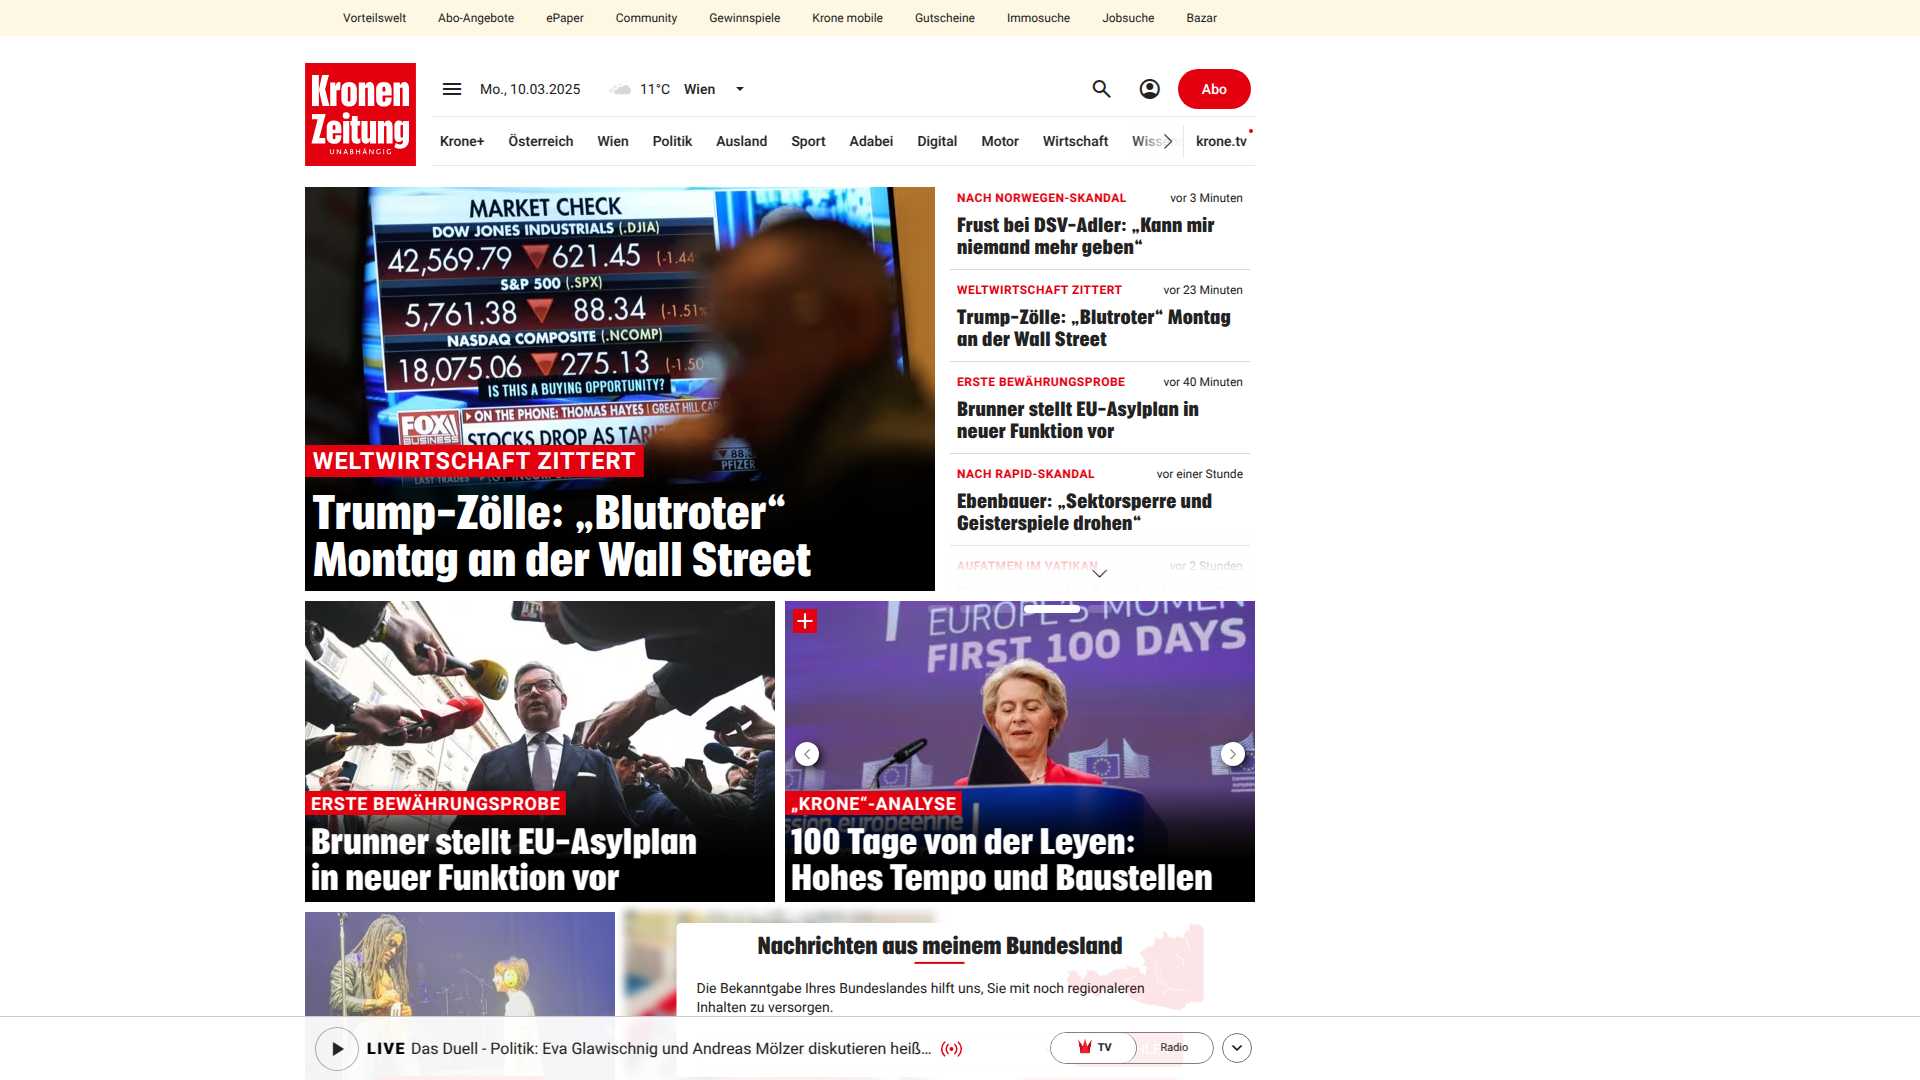 Vorteilswelt Abo-Angebote ePaper Community Gewinnspiele Krone mobile Gutscheine Immosuche Jobsuche Bazar
Kronen
Zeitung
UNABHÄNGIG
Mo., 10.03.2025 11°C Wien
Abo
Krone+ Österreich Wien Politik Ausland Sport Adabei Digital Motor Wirtschaft krone.tv
MARKET CHECK
DOW JONES INDUSTRIALS (.DJIA)
42,569.79 621.45 (-1.44
S&P 500 (.SPX)
5,761.38 88.34 (-1.51%
NASDAQ COMPOSITE (.NCOMP)
18,075.06 275.13 (-1.50
IS THIS A BUYING OPPORTUNITY?
FOX BUSINESS
ON THE PHONE: THOMAS HAYES | GREAT HILL CAP
STOCKS DROP AS
88.3
PFIZER
LAST TRADES
WELTWIRTSCHAFT ZITTERT
Trump-Zölle: „Blutroter“
Montag an der Wall Street
NACH NORWEGEN-SKANDAL vor 3 Minuten
Frust bei DSV-Adler: „Kann mir
niemand mehr geben“
WELTWIRTSCHAFT ZITTERT vor 23 Minuten
Trump-Zölle: „Blutroter“ Montag
an der Wall Street
ERSTE BEWÄHRUNGSPROBE vor 40 Minuten
Brunner stellt EU-Asylplan in
neuer Funktion vor
NACH RAPID-SKANDAL vor einer Stunde
Ebenbauer: „Sektorsperre und
Geisterspiele drohen“
AUFATMEN IM VATIKAN vor 2 Stunden
ERSTE BEWÄHRUNGSPROBE
Brunner stellt EU-Asylplan
in neuer Funktion vor
EUROPE'S MOMENT
FIRST 100 DAYS
„KRONE“-ANALYSE
européenne
100 Tage von der Leyen:
Hohes Tempo und Baustellen
Nachrichten aus meinem Bundesland
Die Bekanntgabe Ihres Bundeslandes hilft uns, Sie mit noch regionaleren
Inhalten zu versorgen.
LIVE Das Duell - Politik: Eva Glawischnig und Andreas Mölzer diskutieren heiß...
TV Radio